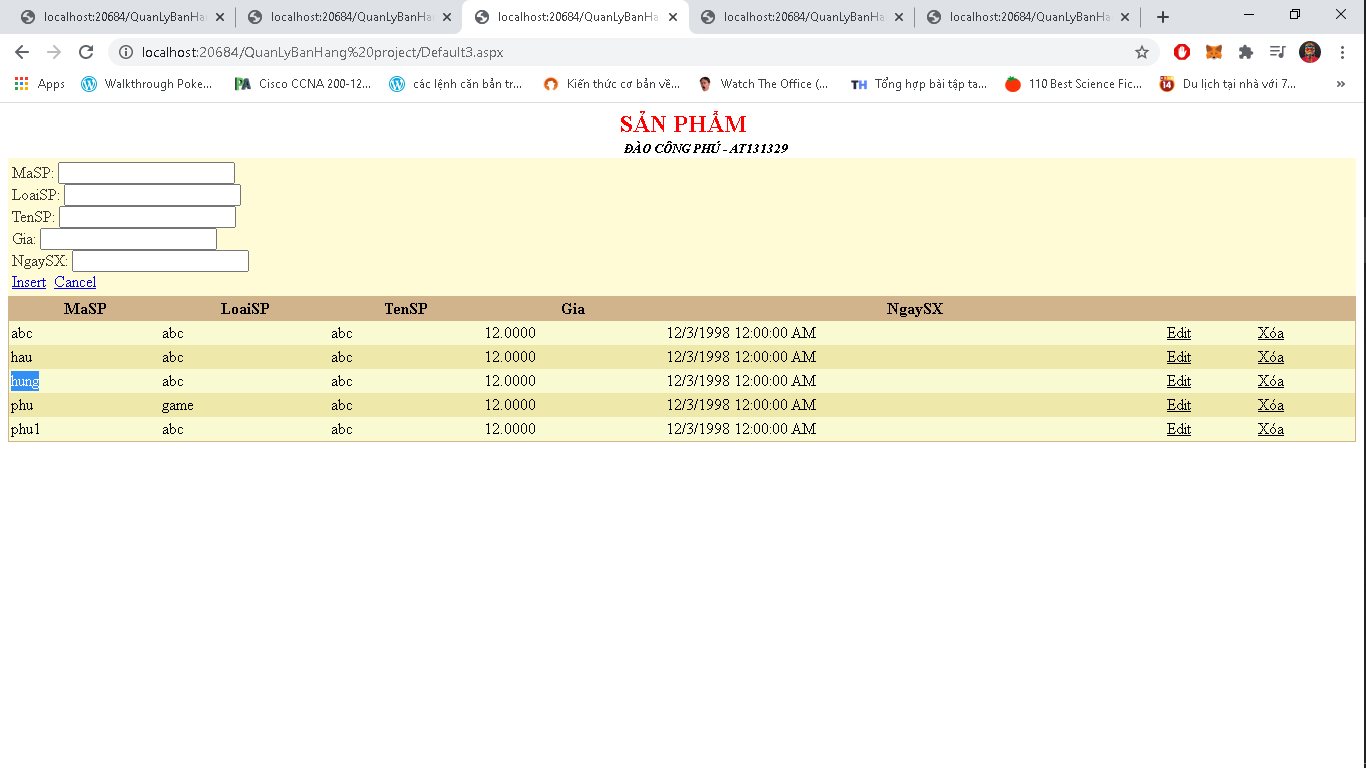 localhost:20684/QuanLyBanHa localhost:20684/QuanLyBanHa localhost:20684/QuanLyBanHa localhost:20684/QuanLyBanHa localhost:20684/QuanLyBanHa
localhost:20684/QuanLyBanHang%20project/Default3.aspx
Apps Walkthrough Poke... Cisco CCNA 200-12... các lệnh căn bản tr... Kiến thức cơ bản về... Watch The Office (... TH Tổng hợp bài tập ta... 110 Best Science Fic... 14 Du lịch tại nhà với 7... »
SẢN PHẨM
ĐÀO CÔNG PHÚ - AT131329
MaSP:
LoaiSP:
TenSP:
Gia:
NgaySX:
Insert Cancel
MaSP LoaiSP TenSP Gia NgaySX
abc abc abc 12.0000 12/3/1998 12:00:00 AM Edit Xóa
hau abc abc 12.0000 12/3/1998 12:00:00 AM Edit Xóa
hung abc abc 12.0000 12/3/1998 12:00:00 AM Edit Xóa
phu game abc 12.0000 12/3/1998 12:00:00 AM Edit Xóa
phu1 abc abc 12.0000 12/3/1998 12:00:00 AM Edit Xóa